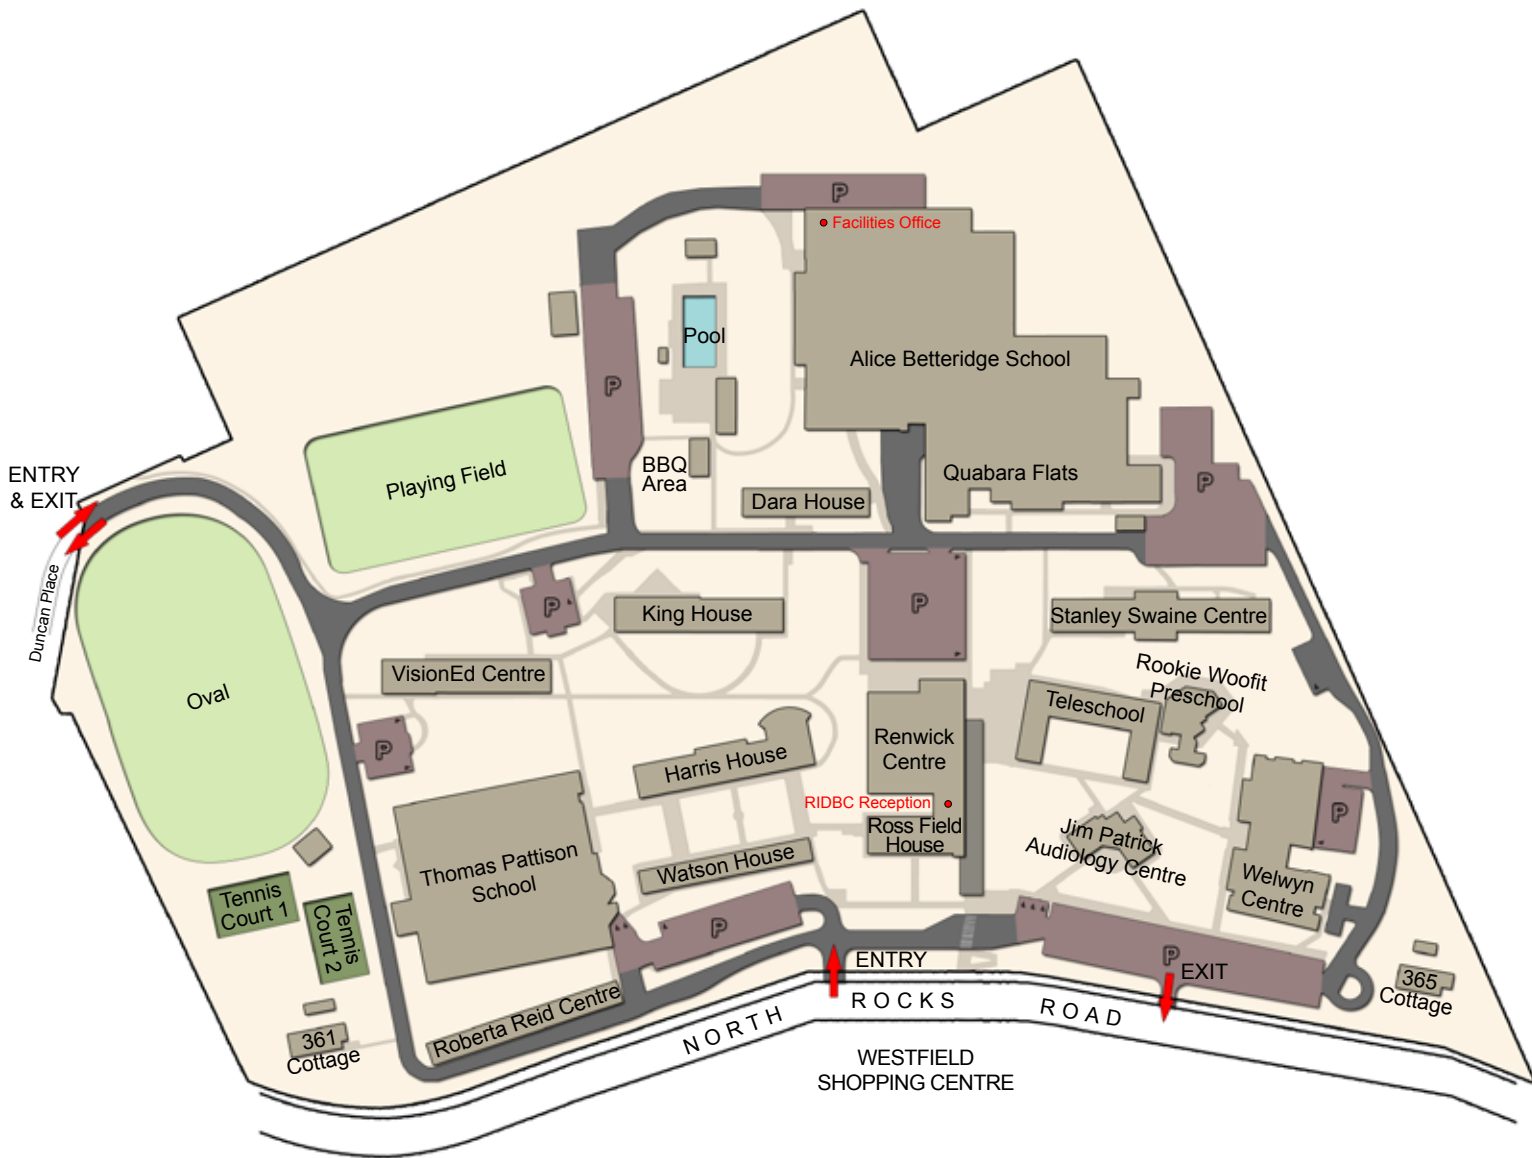 P
Facilities Office
Pool
Alice Betteridge School
P
ENTRY
& EXIT
Playing Field
BBQ
Area
Quabara Flats
P
Dara House
Duncan Place
P
King House
P
Stanley Swaine Centre
Oval
VisionEd Centre
Rookie Woofit
Preschool
Teleschool
P
Harris House
Renwick
Centre
RIDBC Reception
Ross Field
House
P
Jim Patrick
Audiology Centre
Thomas Pattison
School
Watson House
Welwyn
Centre
Tennis
Court 1
Tennis
Court 2
P
P
ENTRY
EXIT
365
Cottage
Roberta Reid Centre
361
Cottage
NORTH ROCKS ROAD
WESTFIELD
SHOPPING CENTRE